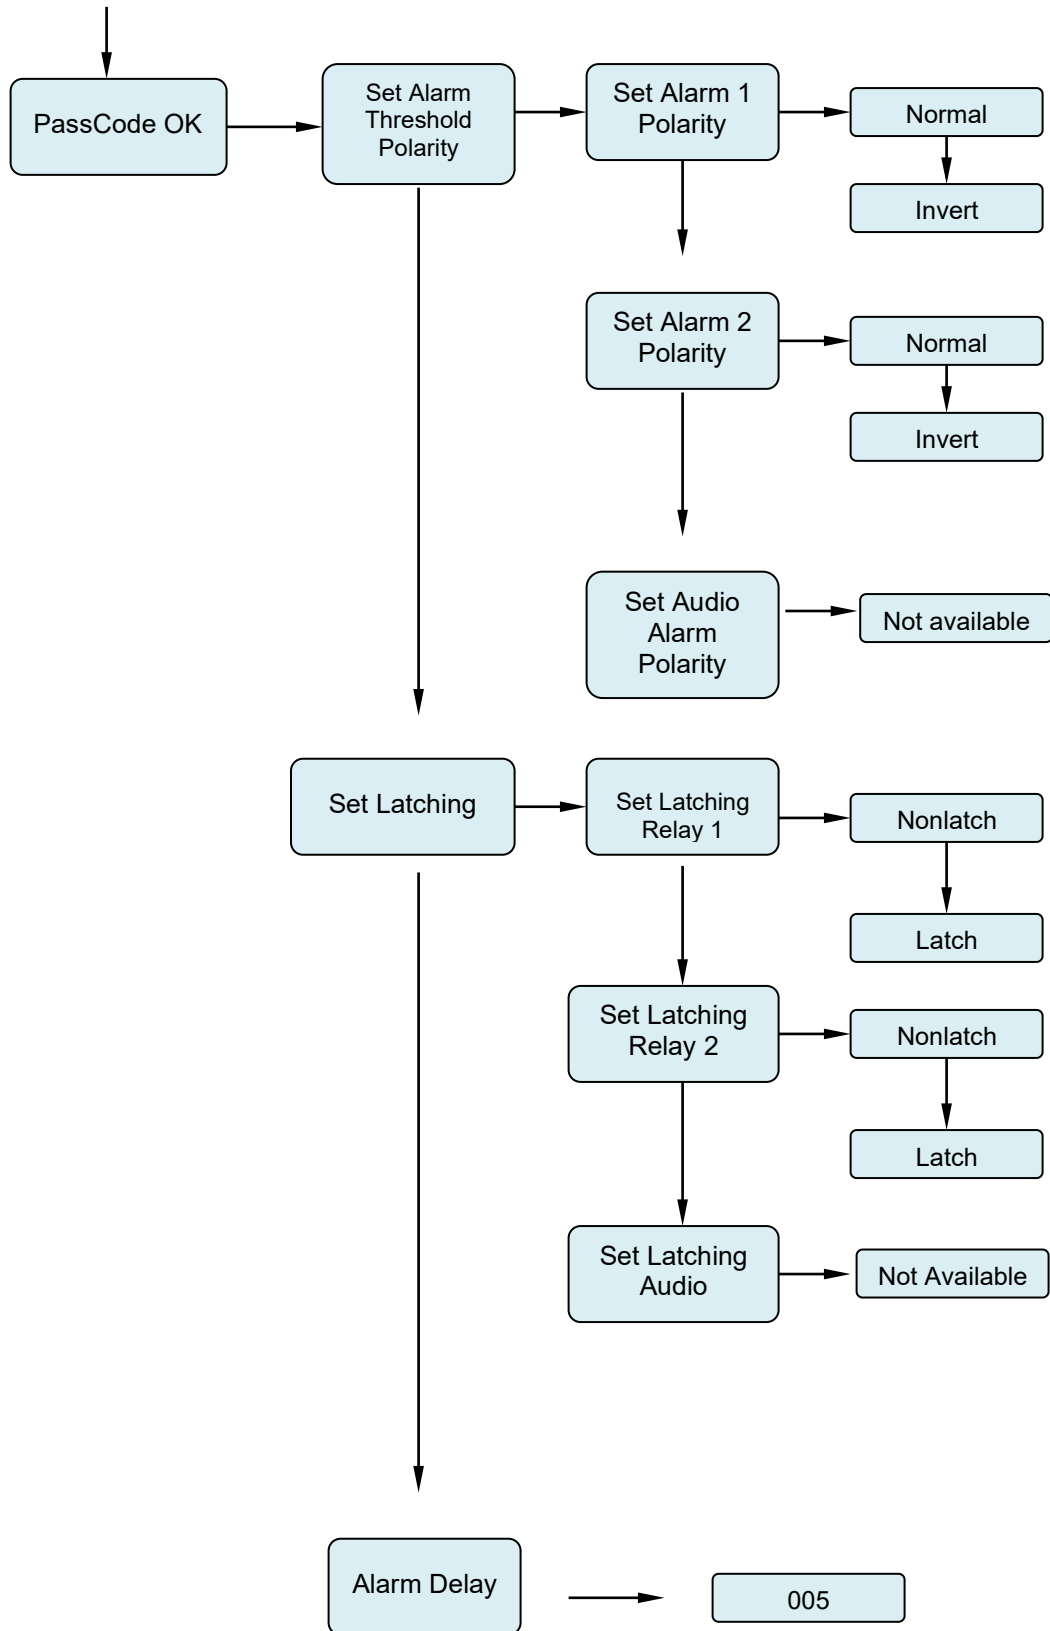 PassCode OK
Set Alarm
Threshold
Polarity
Set Alarm 1
Polarity
Normal
Invert
Set Alarm 2
Polarity
Normal
Invert
Set Audio
Alarm
Polarity
Not available
Set Latching
Set Latching
Relay 1
Nonlatch
Latch
Set Latching
Relay 2
Nonlatch
Latch
Set Latching
Audio
Not Available
Alarm Delay
005